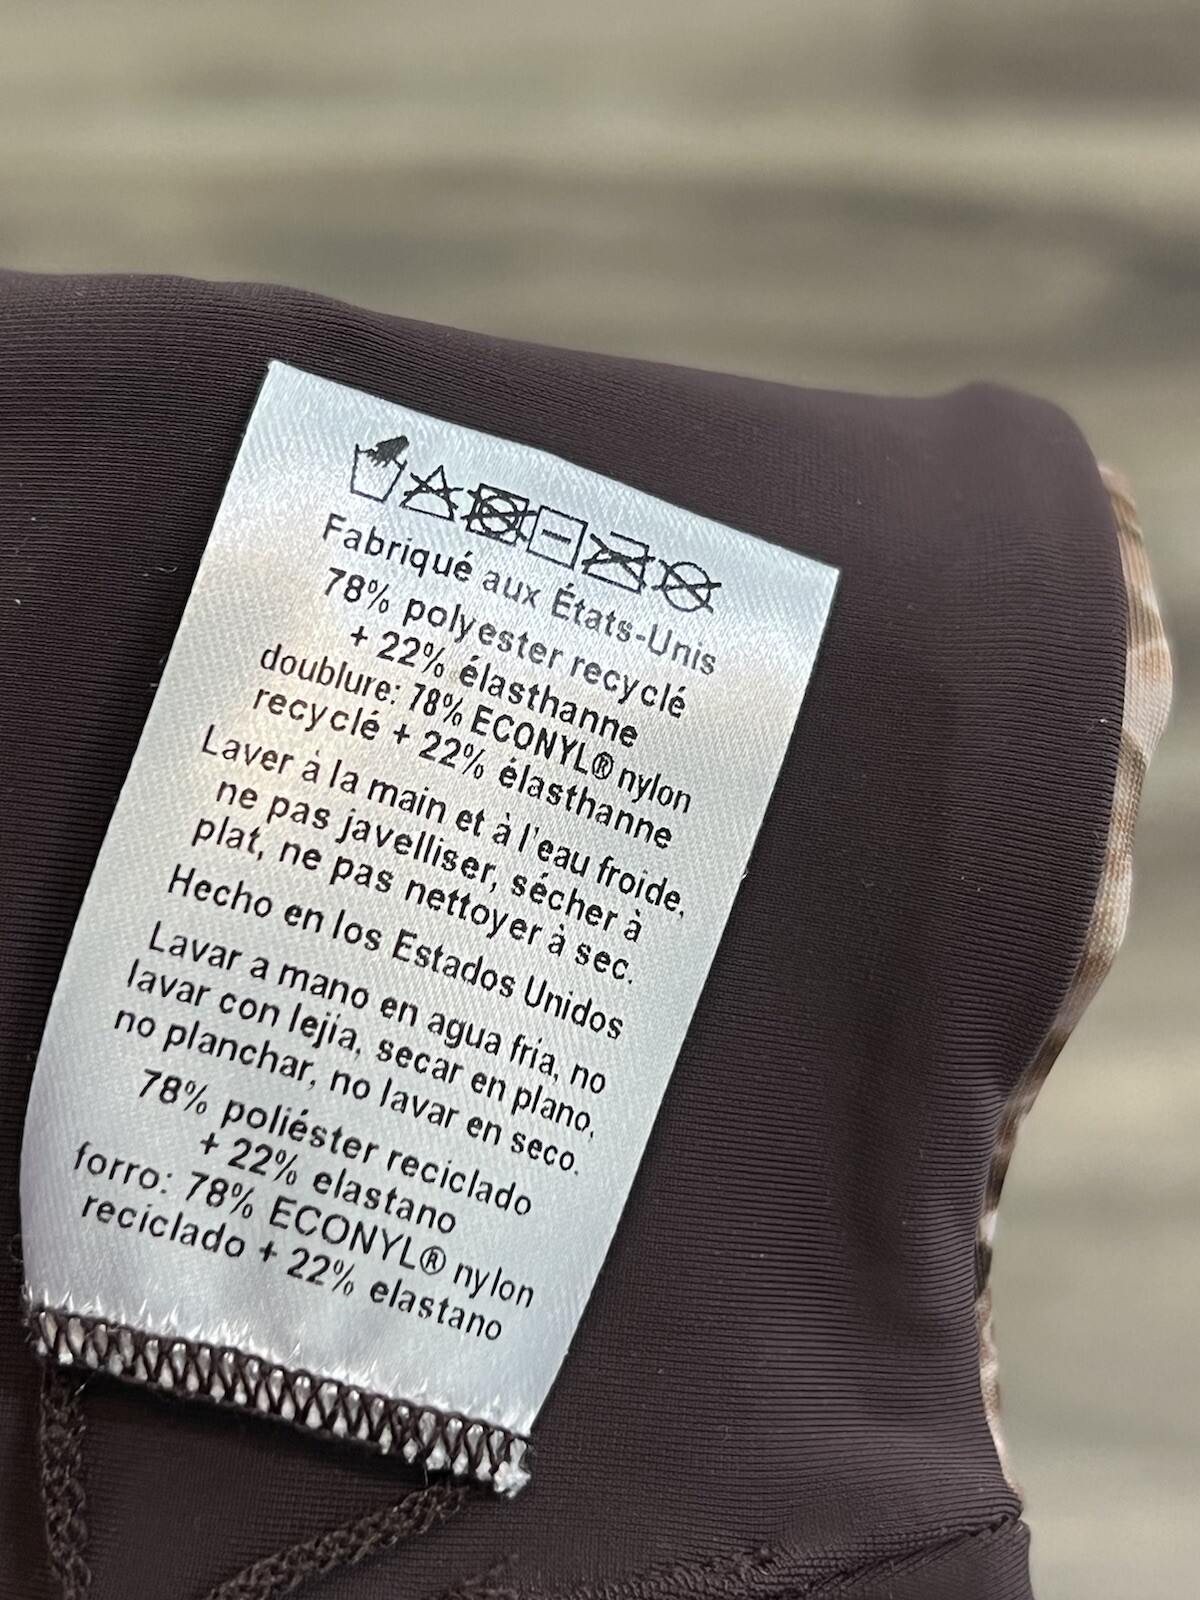 Fabriqué aux États-Unis
78% polyester recyclé
+ 22% élasthanne
doublure: 78% ECONYL® nylon
recyclé + 22% élasthanne
Laver à la main et à l'eau froide,
ne pas javelliser, sécher à
plat, ne pas nettoyer à sec.
Hecho en los Estados Unidos
Lavar a mano en agua fria, no
lavar con lejia, secar en plano,
no planchar, no lavar en seco.
78% poliéster reciclado
+ 22% elastano
forro: 78% ECONYL® nylon
reciclado + 22% elastano